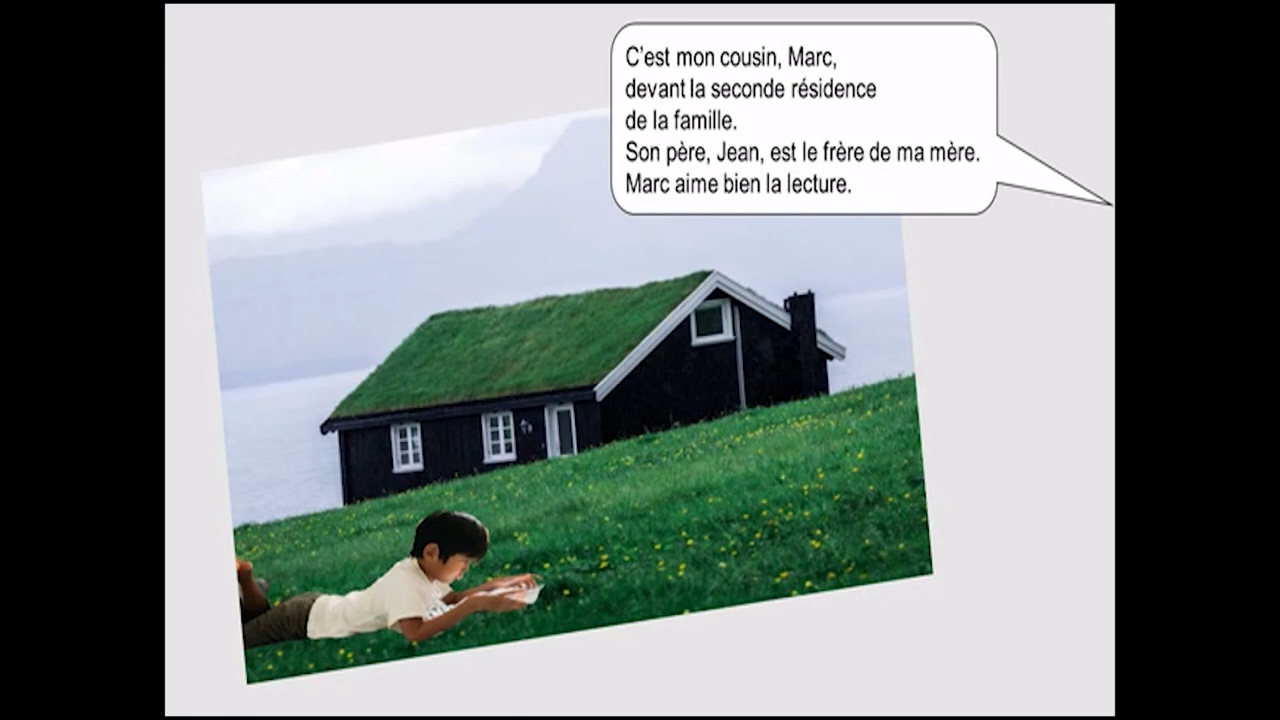 C’est mon cousin, Marc,
devant la seconde résidence
de la famille.
Son père, Jean, est le frère de ma mère.
Marc aime bien la lecture.